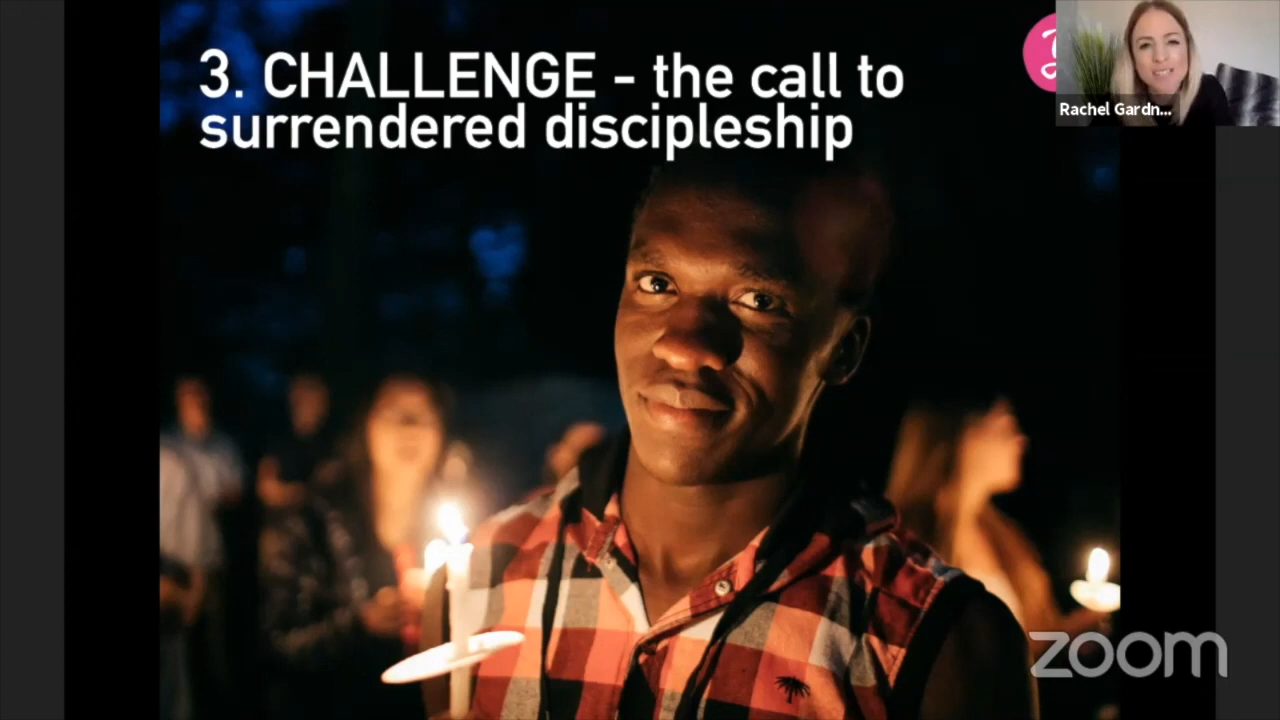 3. CHALLENGE - the call to
surrendered discipleship
Rachel Gardn...
zoom